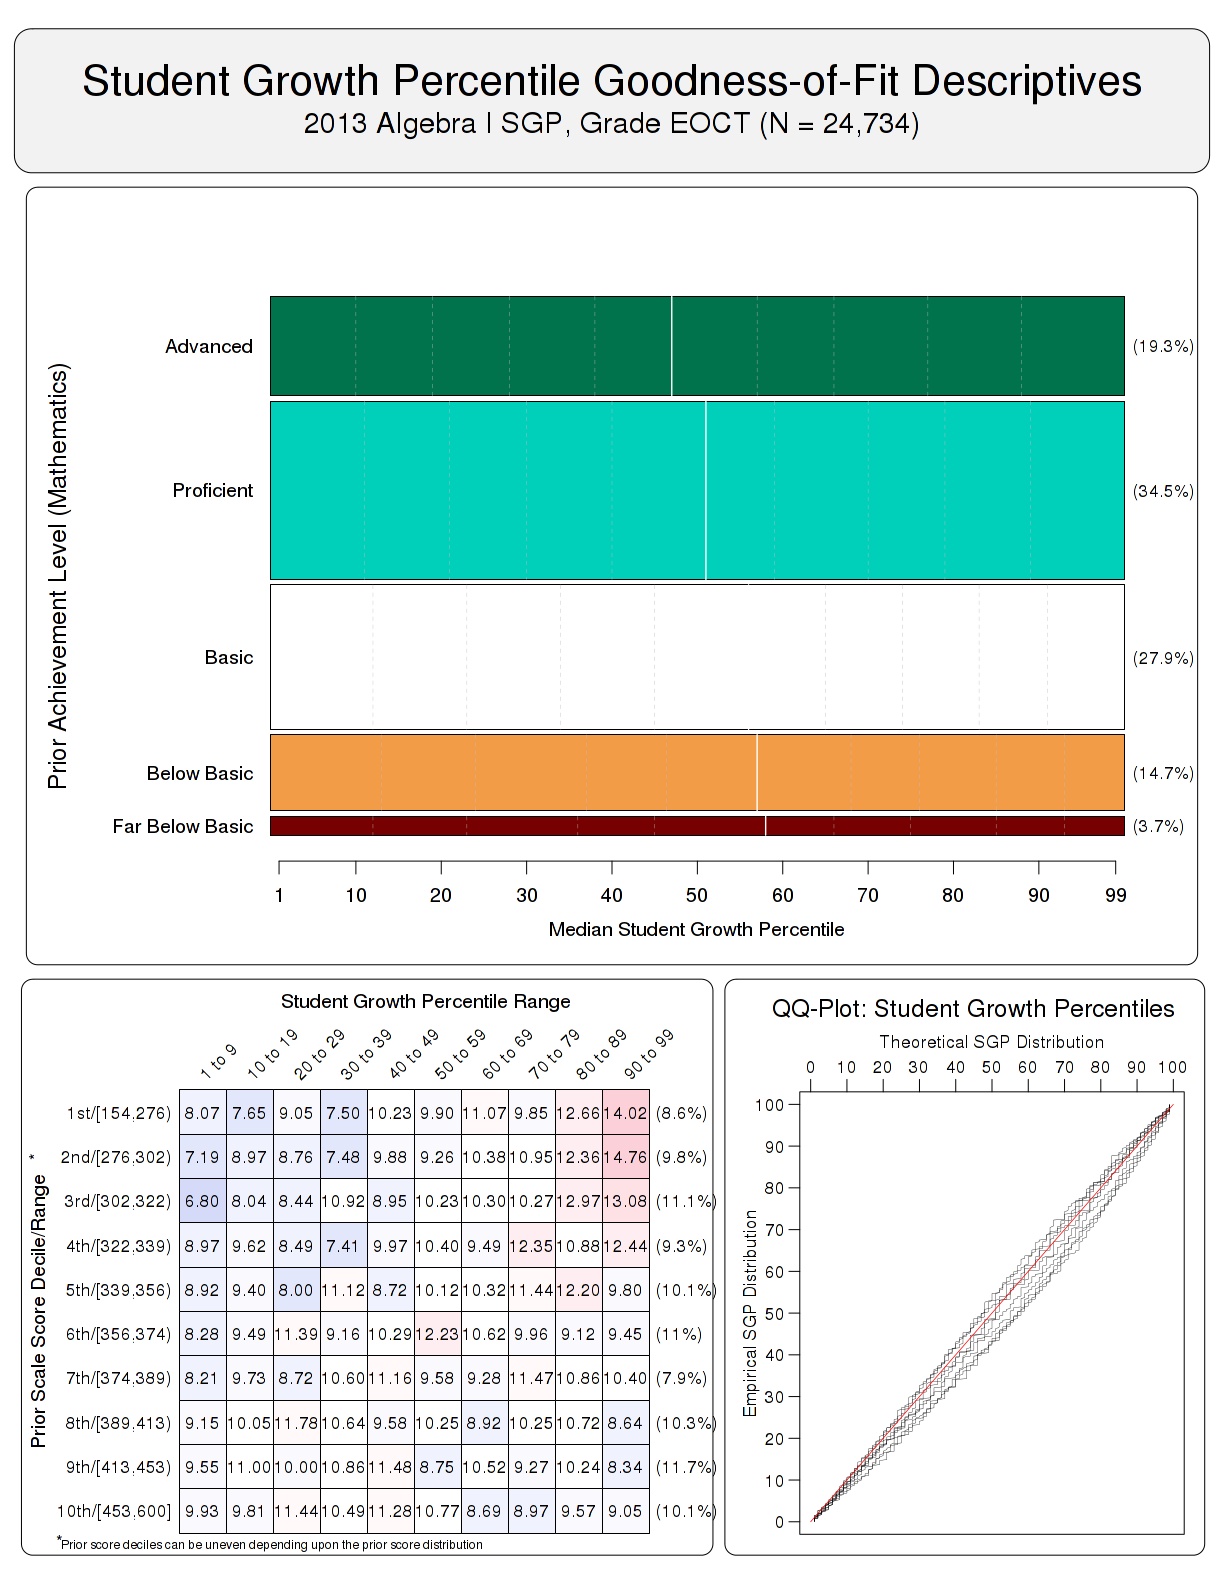 Student Growth Percentile Goodness-of-Fit Descriptives
2013 Algebra I SGP, Grade EOCT (N = 24,734)
Prior Achievement Level (Mathematics)
Advanced (19.3%)
Proficient (34.5%)
Basic (27.9%)
Below Basic (14.7%)
Far Below Basic (3.7%)
1 10 20 30 40 50 60 70 80 90 99
Median Student Growth Percentile
Student Growth Percentile Range
1 to 9 10 to 19 20 to 29 30 to 39 40 to 49 50 to 59 60 to 69 70 to 79 80 to 89 90 to 99
Prior Scale Score Decile/Range *
1st/[154,276) 8.07 7.65 9.05 7.50 10.23 9.90 11.07 9.85 12.66 14.02 (8.6%)
2nd/[276,302) 7.19 8.97 8.76 7.48 9.88 9.26 10.38 10.95 12.36 14.76 (9.8%)
3rd/[302,322) 6.80 8.04 8.44 10.92 8.95 10.23 10.30 10.27 12.97 13.08 (11.1%)
4th/[322,339) 8.97 9.62 8.49 7.41 9.97 10.40 9.49 12.35 10.88 12.44 (9.3%)
5th/[339,356) 8.92 9.40 8.00 11.12 8.72 10.12 10.32 11.44 12.20 9.80 (10.1%)
6th/[356,374) 8.28 9.49 11.39 9.16 10.29 12.23 10.62 9.96 9.12 9.45 (11%)
7th/[374,389) 8.21 9.73 8.72 10.60 11.16 9.58 9.28 11.47 10.86 10.40 (7.9%)
8th/[389,413) 9.15 10.05 11.78 10.64 9.58 10.25 8.92 10.25 10.72 8.64 (10.3%)
9th/[413,453) 9.55 11.00 10.00 10.86 11.48 8.75 10.52 9.27 10.24 8.34 (11.7%)
10th/[453,600] 9.93 9.81 11.44 10.49 11.28 10.77 8.69 8.97 9.57 9.05 (10.1%)
*Prior score deciles can be uneven depending upon the prior score distribution
QQ-Plot: Student Growth Percentiles
Theoretical SGP Distribution
0 10 20 30 40 50 60 70 80 90 100
Empirical SGP Distribution
100
90
80
70
60
50
40
30
20
10
0